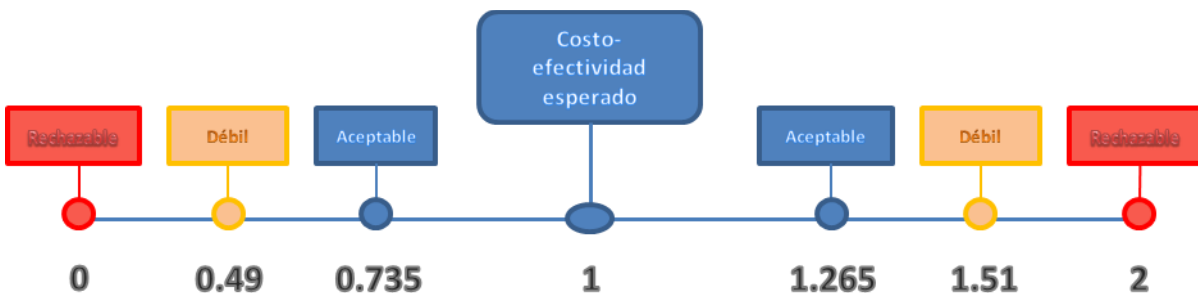 Costo-
efectividad
esperado
Rechazable
Débil
Aceptable
Aceptable
Débil
Rechazable
0
0.49
0.735
1
1.265
1.51
2